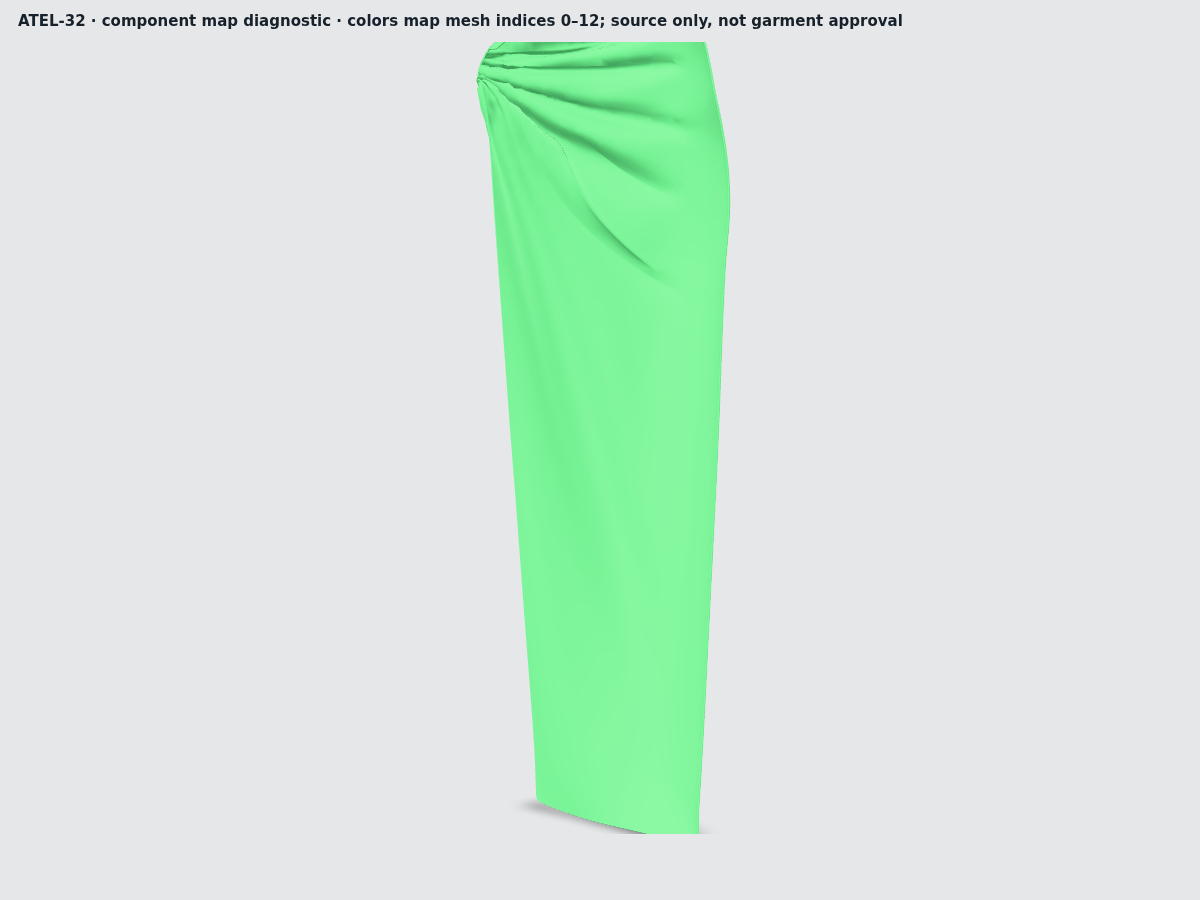 ATEL-32 · component map diagnostic · colors map mesh indices 0–12; source only, not garment approval